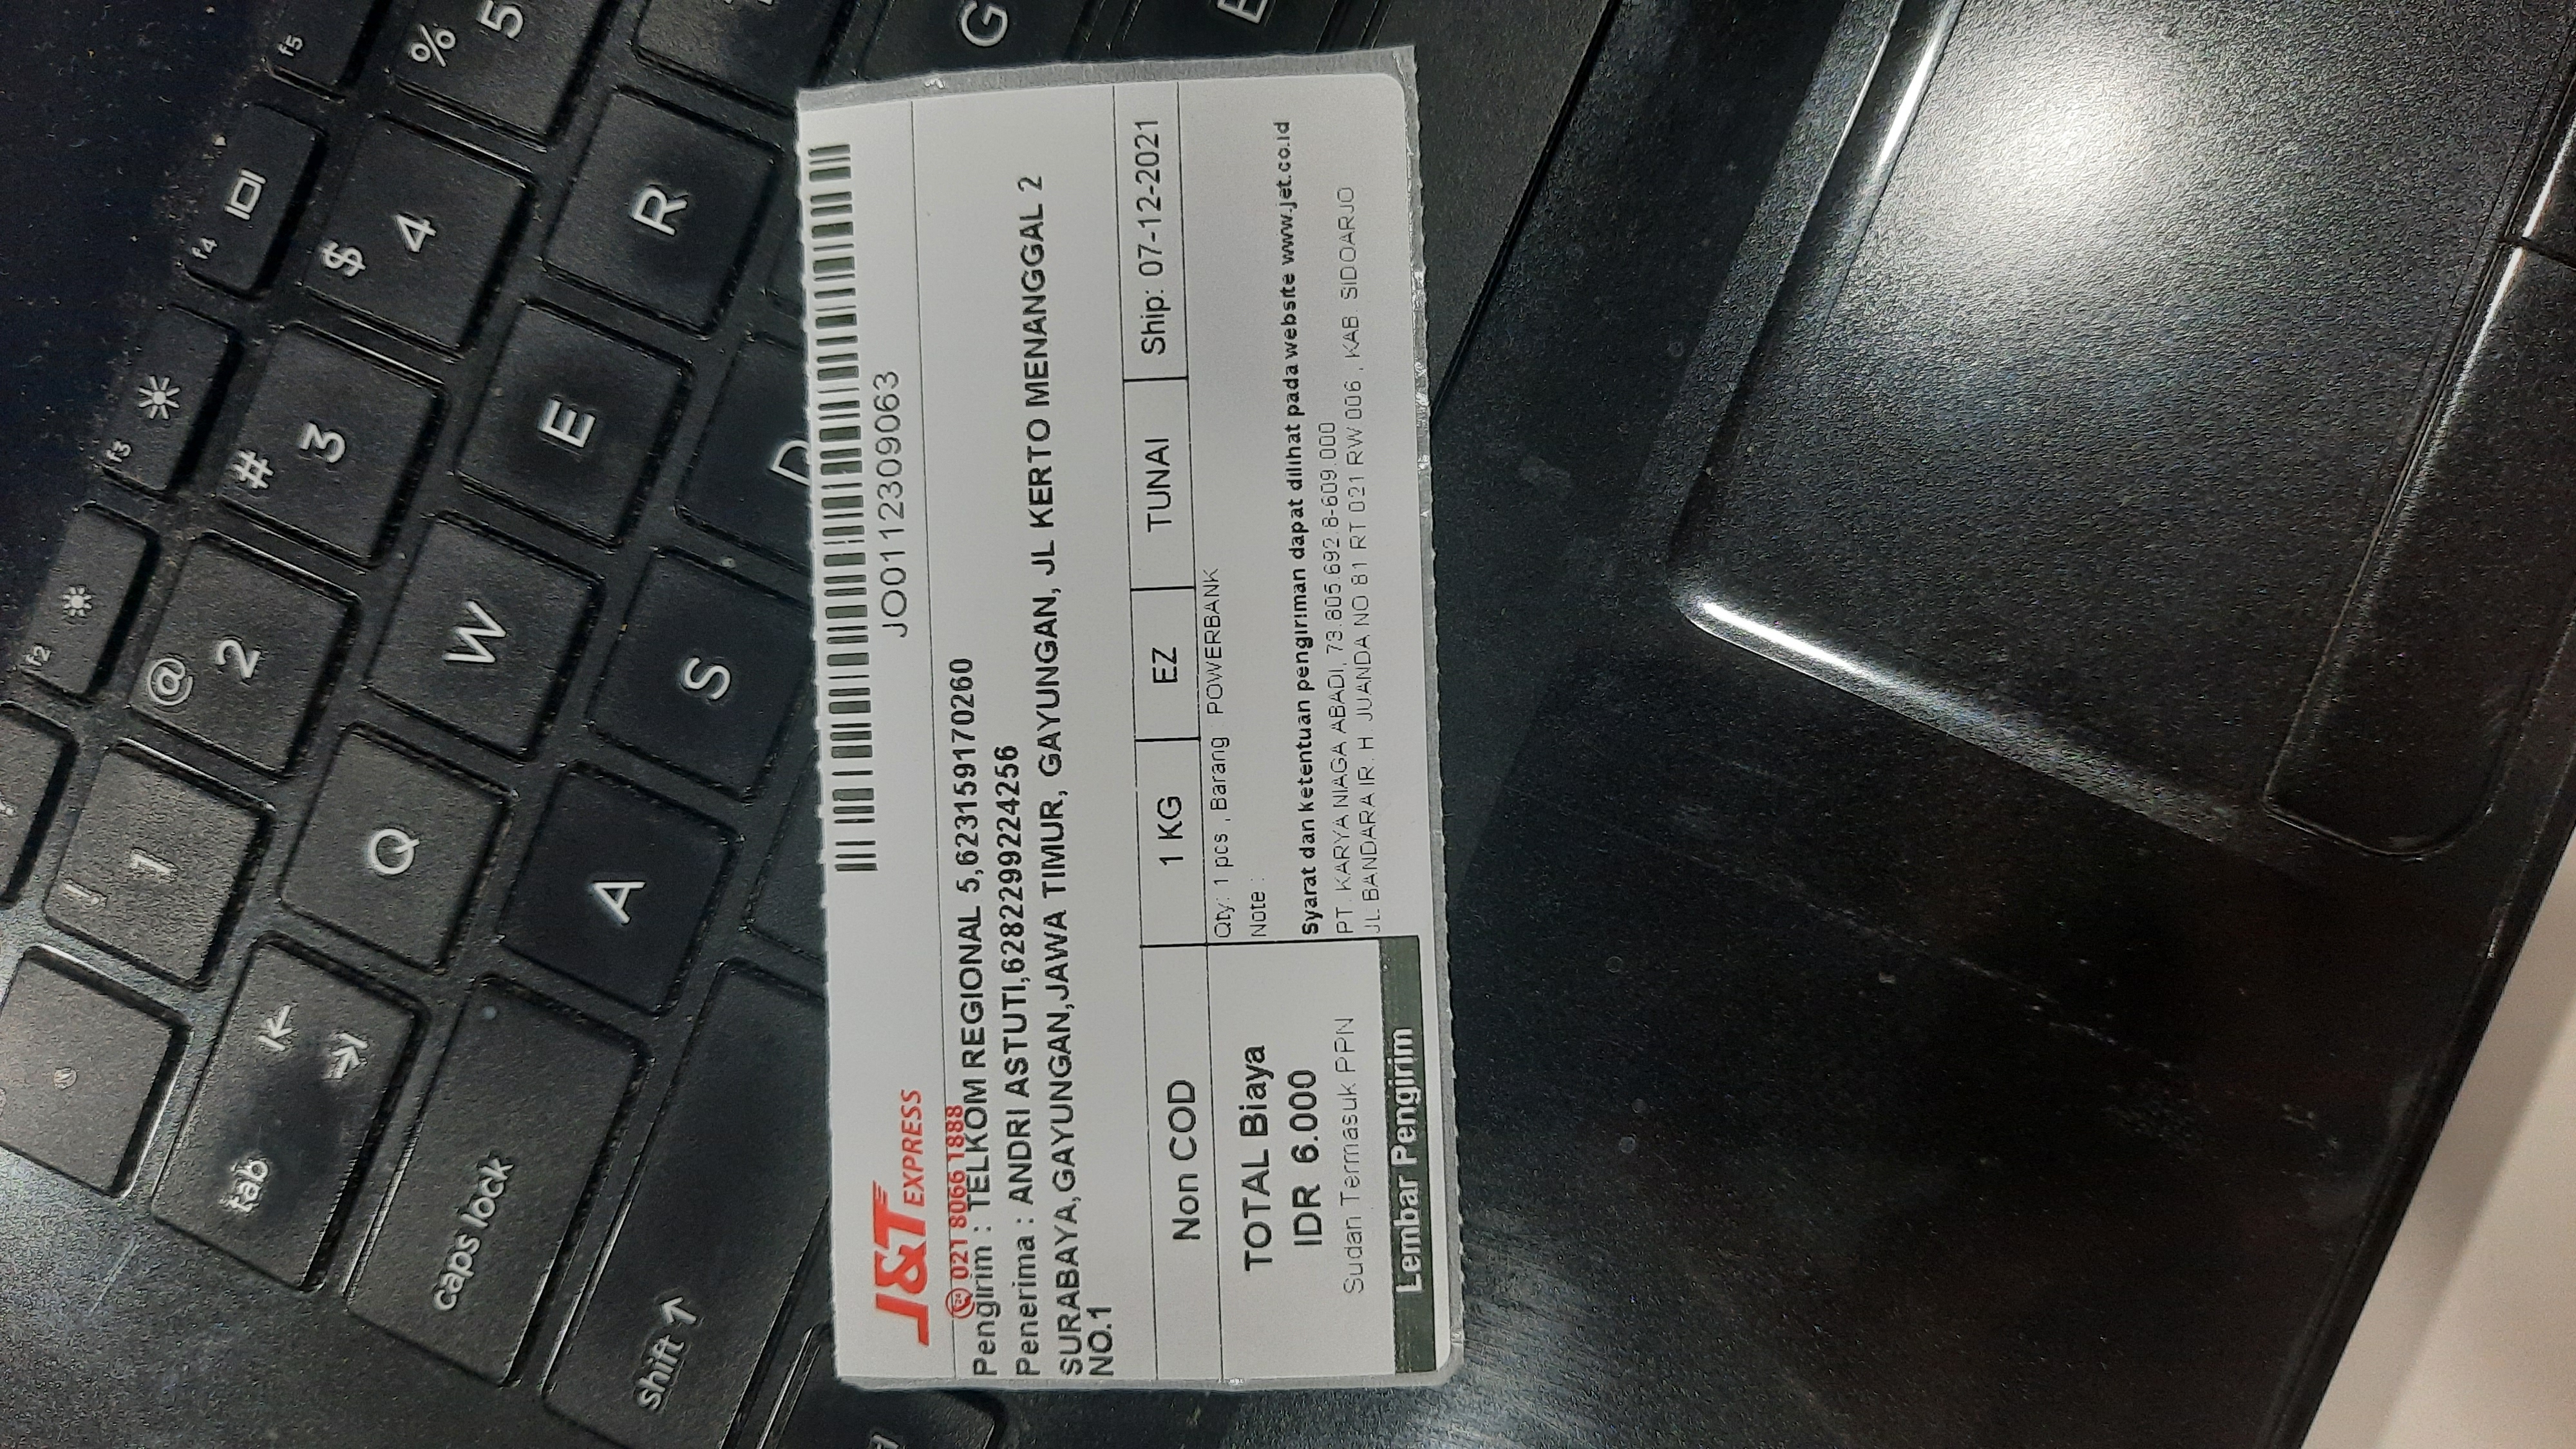 f2
f3
f4
f5
!
1
@
2
#
3
$
4
%
5
tab
Q
W
E
R
caps lock
A
S
D
G
shift
J&T EXPRESS
JO0112309063
021 8066 1888
Pengirim : TELKOM REGIONAL 5,623159170260
Penerima : ANDRI ASTUTI,6282299224256
SURABAYA,GAYUNGAN,JAWA TIMUR, GAYUNGAN, JL KERTO MENANGGAL 2
NO.1
Non COD
1 KG
EZ
TUNAI
Ship: 07-12-2021
TOTAL Biaya
IDR 6.000
Sudan Termasuk PPN
Lembar Pengirim
Qty: 1 pcs , Barang : POWERBANK
Note :
Syarat dan ketentuan pengiriman dapat dilihat pada website www.jet.co.id
PT. KARYA NIAGA ABADI, 73.805.692.8-609.000
JL. BANDARA IR. H. JUANDA NO 81 RT 021 RW 006 , KAB. SIDOARJO